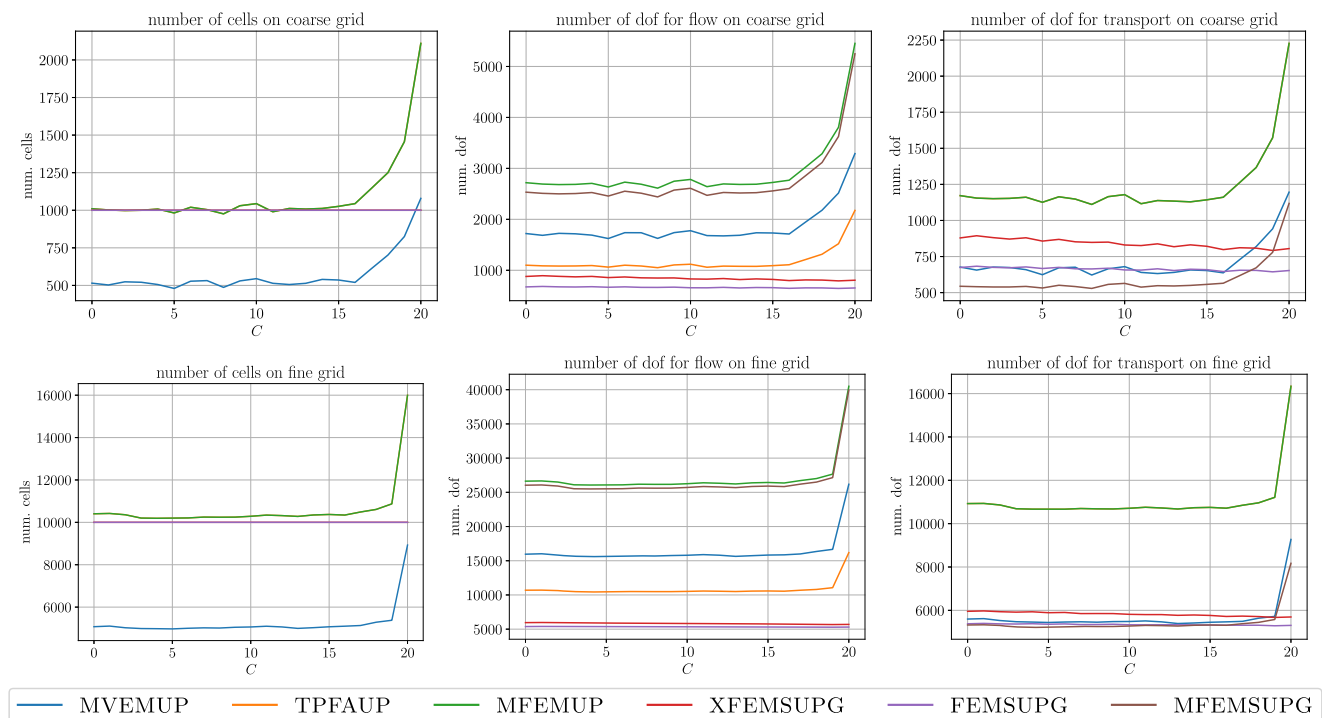 number of cells on coarse grid
number of dof for flow on coarse grid
number of dof for transport on coarse grid
num. cells
2000
1750
1500
1250
1000
750
500
0
5
10
15
20
C
num. dof
5000
4000
3000
2000
1000
0
5
10
15
20
C
num. dof
2250
2000
1750
1500
1250
1000
750
500
0
5
10
15
20
C
number of cells on fine grid
number of dof for flow on fine grid
number of dof for transport on fine grid
num. cells
16000
14000
12000
10000
8000
6000
0
5
10
15
20
C
num. dof
40000
35000
30000
25000
20000
15000
10000
5000
0
5
10
15
20
C
num. dof
16000
14000
12000
10000
8000
6000
0
5
10
15
20
C
MVEMUP
TPFAUP
MFEMUP
XFEMSUPG
FEMSUPG
MFEMSUPG